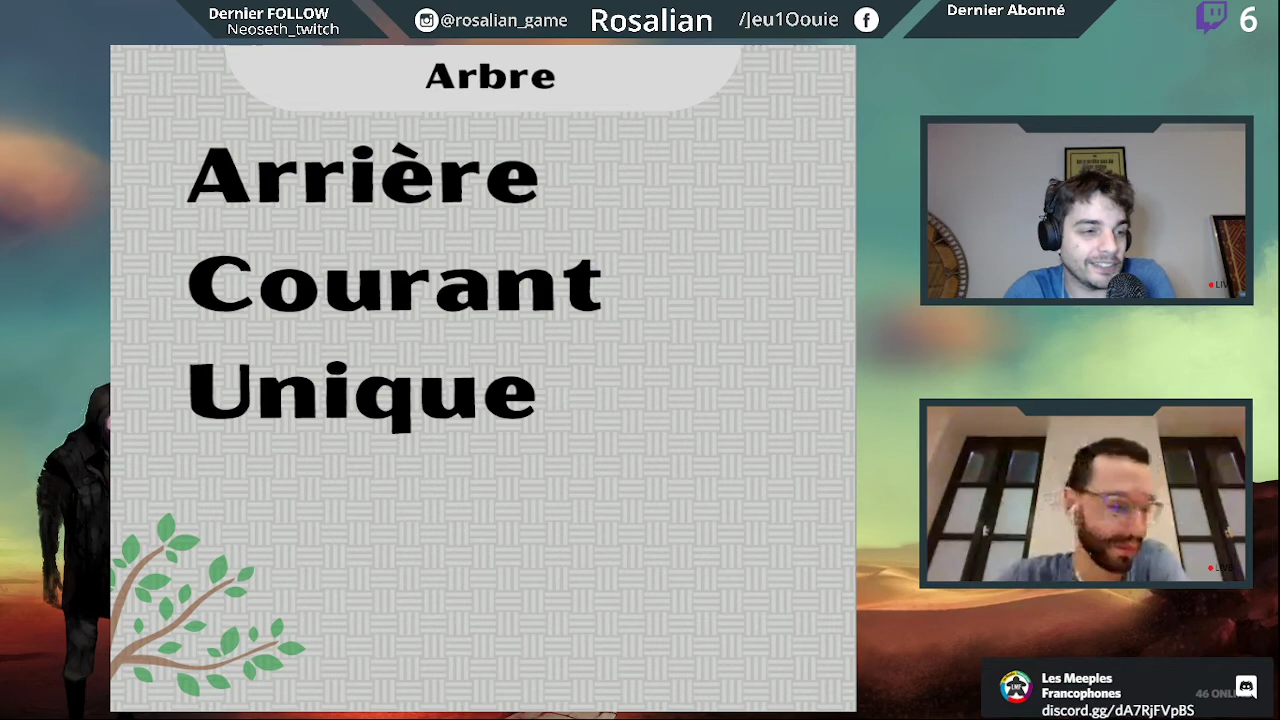 Dernier FOLLOW
Neoseth_twitch
@rosalian_game
Rosalian
/Jeu1Oouie
Dernier Abonné
6
Arbre
Arrière
Courant
Unique
Les Meeples
Francophones
discord.gg/dA7RjFVpBS